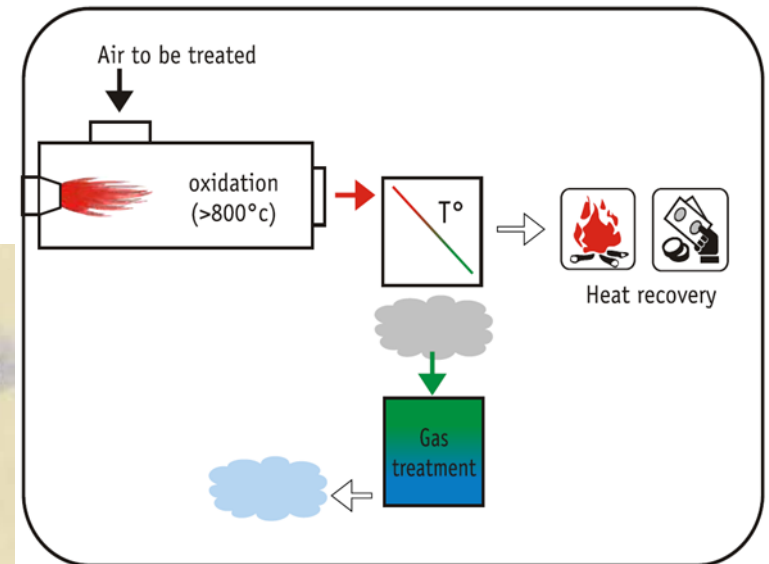 Air to be treated
oxidation
(>800°c)
T°
Heat recovery
Gas
treatment